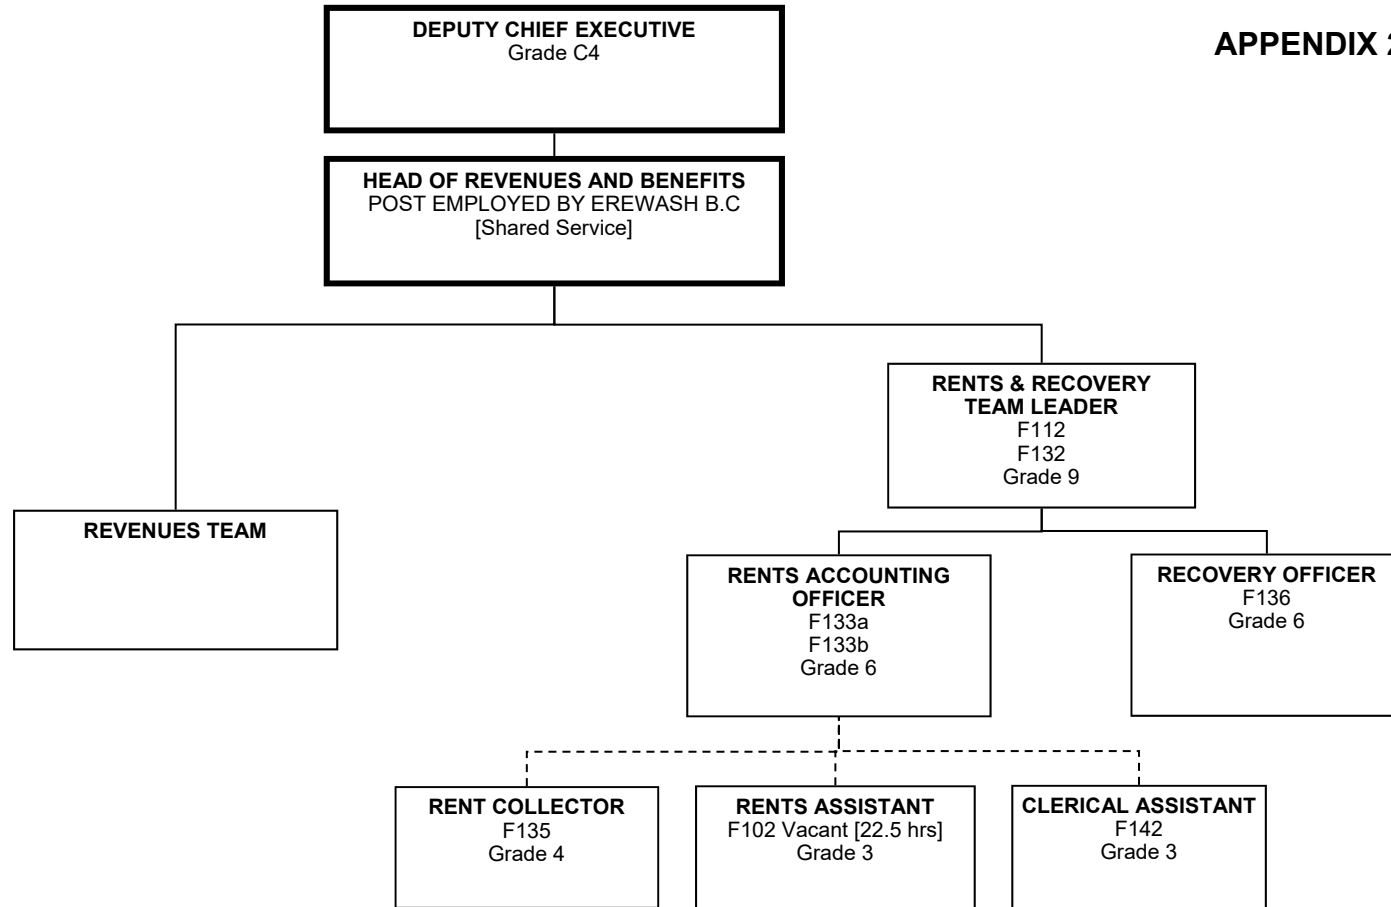 DEPUTY CHIEF EXECUTIVE
Grade C4
APPENDIX 2
HEAD OF REVENUES AND BENEFITS
POST EMPLOYED BY EREWASH B.C
[Shared Service]
RENTS & RECOVERY
TEAM LEADER
F112
F132
Grade 9
REVENUES TEAM
RENTS ACCOUNTING
OFFICER
F133a
F133b
Grade 6
RECOVERY OFFICER
F136
Grade 6
RENT COLLECTOR
F135
Grade 4
RENTS ASSISTANT
F102 Vacant [22.5 hrs]
Grade 3
CLERICAL ASSISTANT
F142
Grade 3